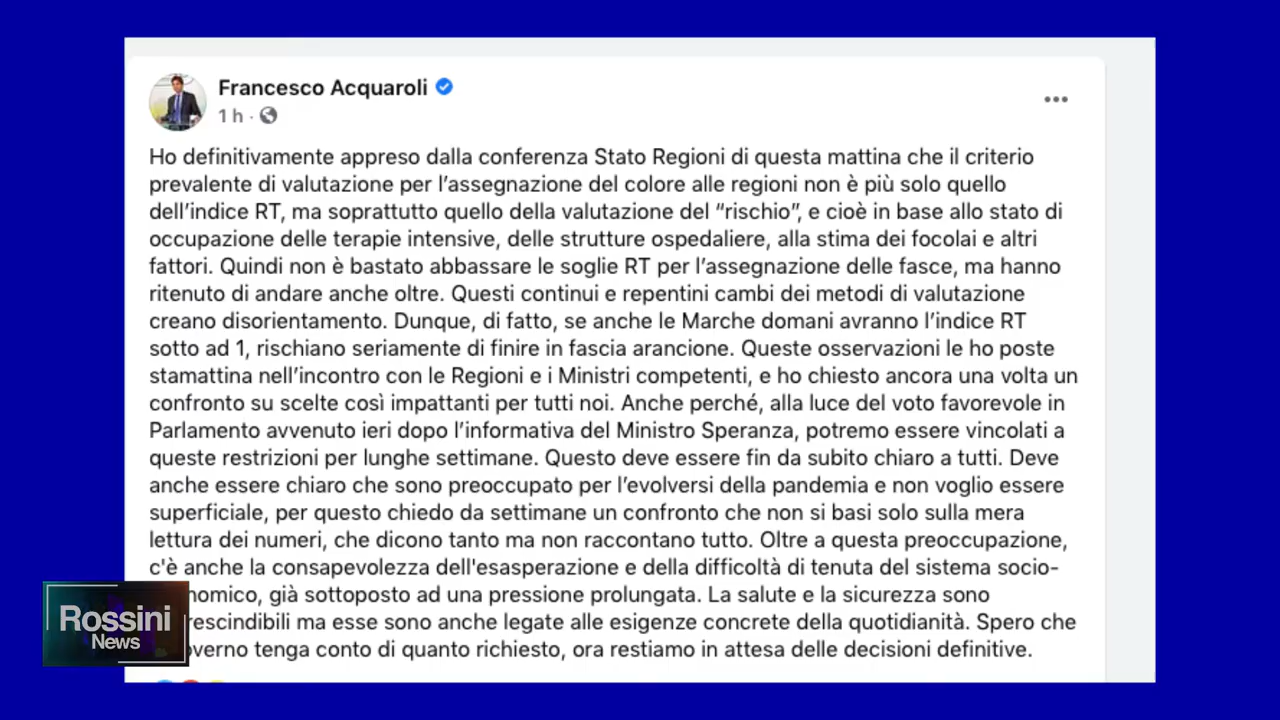 Francesco Acquaroli
1 h ·
Ho definitivamente appreso dalla conferenza Stato Regioni di questa mattina che il criterio
prevalente di valutazione per l’assegnazione del colore alle regioni non è più solo quello
dell’indice RT, ma soprattutto quello della valutazione del “rischio”, e cioè in base allo stato di
occupazione delle terapie intensive, delle strutture ospedaliere, alla stima dei focolai e altri
fattori. Quindi non è bastato abbassare le soglie RT per l’assegnazione delle fasce, ma hanno
ritenuto di andare anche oltre. Questi continui e repentini cambi dei metodi di valutazione
creano disorientamento. Dunque, di fatto, se anche le Marche domani avranno l’indice RT
sotto ad 1, rischiano seriamente di finire in fascia arancione. Queste osservazioni le ho poste
stamattina nell’incontro con le Regioni e i Ministri competenti, e ho chiesto ancora una volta un
confronto su scelte così impattanti per tutti noi. Anche perché, alla luce del voto favorevole in
Parlamento avvenuto ieri dopo l’informativa del Ministro Speranza, potremo essere vincolati a
queste restrizioni per lunghe settimane. Questo deve essere fin da subito chiaro a tutti. Deve
anche essere chiaro che sono preoccupato per l’evolversi della pandemia e non voglio essere
superficiale, per questo chiedo da settimane un confronto che non si basi solo sulla mera
lettura dei numeri, che dicono tanto ma non raccontano tutto. Oltre a questa preoccupazione,
c'è anche la consapevolezza dell'esasperazione e della difficoltà di tenuta del sistema socio-
nomico, già sottoposto ad una pressione prolungata. La salute e la sicurezza sono
rescindibili ma esse sono anche legate alle esigenze concrete della quotidianità. Spero che
overno tenga conto di quanto richiesto, ora restiamo in attesa delle decisioni definitive.
Rossini
News